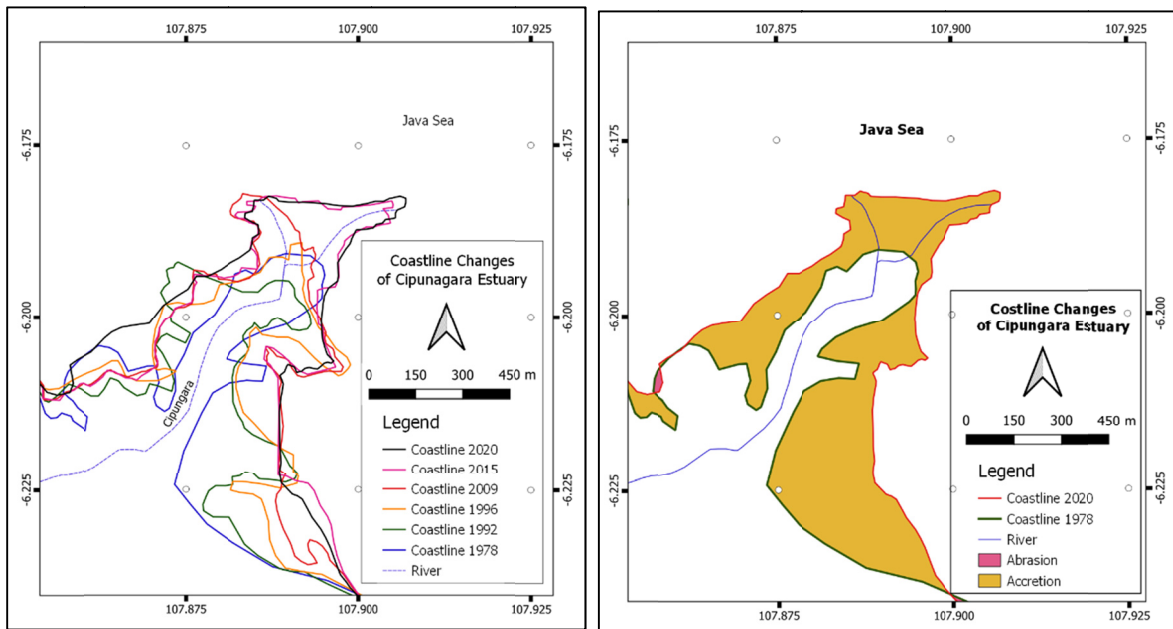 107.875
107.900
107.925
Java Sea
-6.175
-6.175
Coastline Changes
of Cipunagara Estuary
-6.200
-6.200
0 150 300 450 m
Cipungara
Legend
Coastline 2020
Coastline 2015
Coastline 2009
Coastline 1996
Coastline 1992
Coastline 1978
River
-6.225
-6.225
107.875
107.900
107.925
107.875
107.900
107.925
Java Sea
-6.175
-6.175
Costline Changes
of Cipungara Estuary
-6.200
-6.200
0 150 300 450 m
Legend
Coastline 2020
Coastline 1978
River
Abrasion
Accretion
-6.225
-6.225
107.875
107.900
107.925